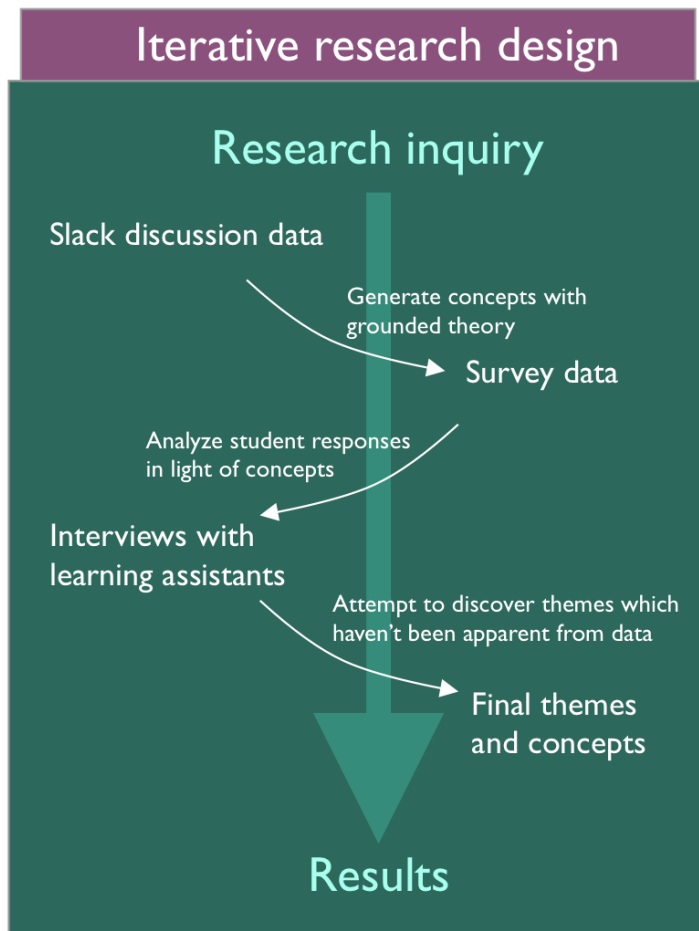 Iterative research design
Research inquiry
Slack discussion data
Generate concepts with
grounded theory
Survey data
Analyze student responses
in light of concepts
Interviews with
learning assistants
Attempt to discover themes which
haven’t been apparent from data
Final themes
and concepts
Results